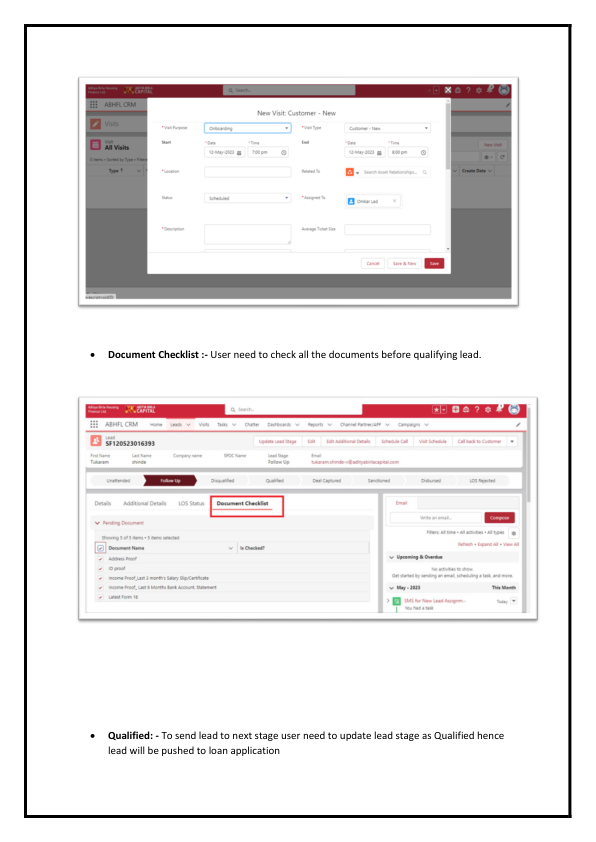 Aditya Birla Housing
Finance Ltd
ADITYA BIRLA
CAPITAL
Search...
ABHFL CRM
Visits
Visit
All Visits
New Visit
Type
Create Date
New Visit: Customer - New
*Visit Purpose
Onboarding
*Visit Type
Customer - New
Start
*Date
*Time
End
*Date
*Time
12-May-2023
7:00 pm
12-May-2023
8:00 pm
*Location
Related To
Search Asset Relationships...
Status
Scheduled
*Assigned To
Omkar Lad
*Description
Average Ticket Size
Cancel
Save & New
Save
• Document Checklist :- User need to check all the documents before qualifying lead.
Aditya Birla Housing
Finance Ltd
ADITYA BIRLA
CAPITAL
Search...
ABHFL CRM
Home
Leads
Visits
Tasks
Chatter
Dashboards
Reports
Channel Partner/APF
Campaigns
Lead
SF120523016393
Update Lead Stage
Edit
Edit Additional Details
Schedule Call
Visit Schedule
Call back to Customer
First Name
Last Name
Company name
SPOC Name
Lead Stage
Email
Tukaram
shinde
Follow Up
tukaram.shinde-v@adityabirlacapital.com
Unattended
Follow Up
Disqualified
Qualified
Deal Captured
Sanctioned
Disbursed
LOS Rejected
Details
Additional Details
LOS Status
Document Checklist
Email
Write an email...
Compose
Pending Document
Filters: All time • All activities • All types
Showing 5 of 5 items • 5 items selected
Refresh • Expand All • View All
Document Name
Is Checked?
Address Proof
ID proof
Income Proof_Last 3 month's Salary Slip/Certificate
Income Proof_ Last 6 Months Bank Account Statement
Latest Form 16
Upcoming & Overdue
No activities to show.
Get started by sending an email, scheduling a task, and more.
May • 2023
This Month
SMS for New Lead Assignm...
Today
You had a task
• Qualified: - To send lead to next stage user need to update lead stage as Qualified hence
lead will be pushed to loan application